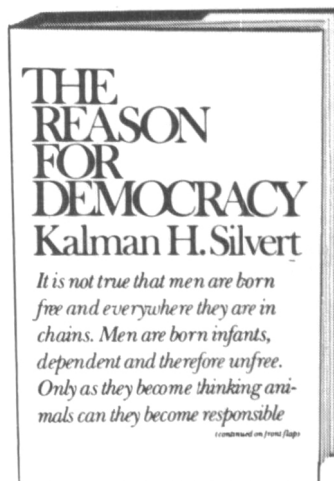 THE
REASON
FOR
DEMOCRACY
Kalman H. Silvert
It is not true that men are born
free and everywhere they are in
chains. Men are born infants,
dependent and therefore unfree.
Only as they become thinking ani-
mals can they become responsible
(continued on front flap)